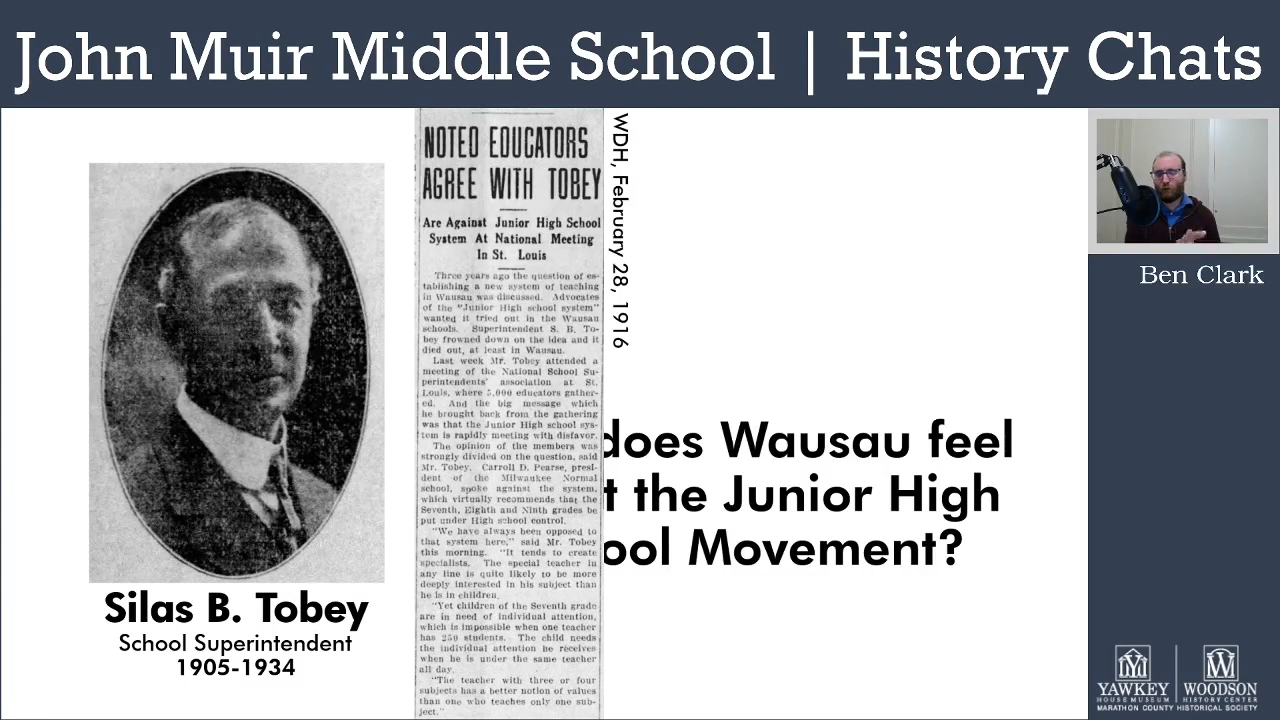 John Muir Middle School | History Chats
NOTED EDUCATORS
AGREE WITH TOBEY
Are Against Junior High School
System At National Meeting
In St. Louis
Three years ago the question of es-
tablishing a new system of teaching
in Wausau was discussed. Advocates
of the "Junior High school system"
wanted it tried out in the Wausau
schools. Superintendent S. B. To-
bey frowned down on the idea and it
died out, at least in Wausau.
Last week Mr. Tobey attended a
meeting of the National School Su-
perintendents' association at St.
Louis, where 5,000 educators gather-
ed. And the big message which
he brought back from the gathering
was that the Junior High school sys-
tem is rapidly meeting with disfavor.
The opinion of the members was
strongly divided on the question, said
Mr. Tobey. Carroll D. Pearse, presi-
dent of the Milwaukee Normal
school, spoke against the system,
which virtually recommends that the
Seventh, Eighth and Ninth grades be
put under High school control.
"We have always been opposed to
that system here," said Mr. Tobey
this morning. "It tends to create
specialists. The special teacher in
any line is quite likely to be more
deeply interested in his subject than
he is in children.
"Yet children of the Seventh grade
are in need of individual attention,
which is impossible when one teacher
has 250 students. The child needs
the individual attention he receives
when he is under the same teacher
all day.
"The teacher with three or four
subjects has a better notion of values
than one who teaches only one sub-
ject."
WDH, February 28, 1916
does Wausau feel
t the Junior High
ool Movement?
Silas B. Tobey
School Superintendent
1905-1934
Ben Clark
YAWKEY
HOUSE MUSEUM
WOODSON
HISTORY CENTER
MARATHON COUNTY HISTORICAL SOCIETY